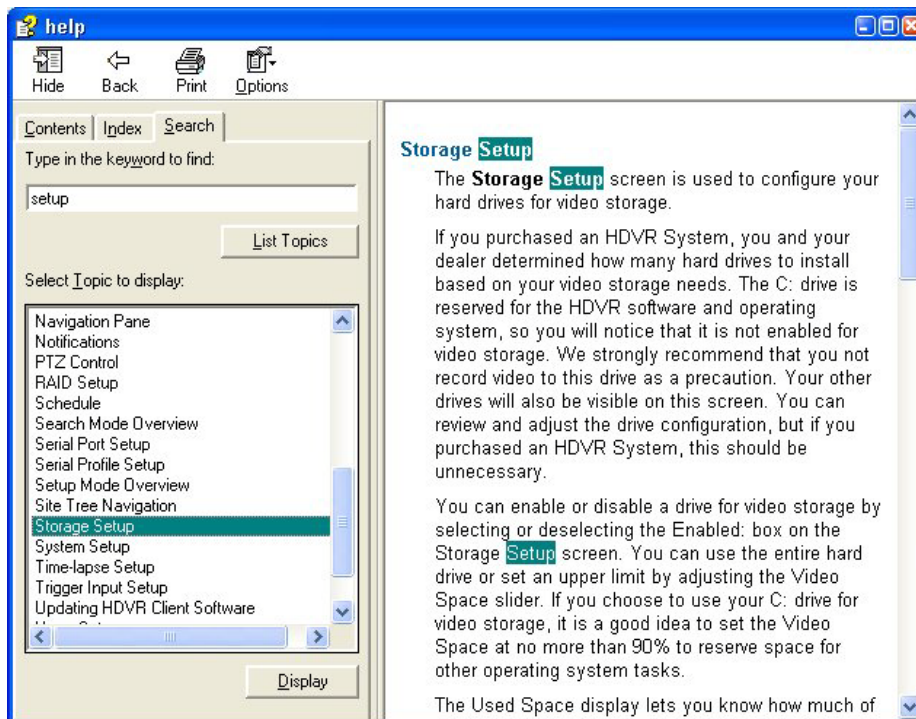 help
Hide Back Print Options
Contents Index Search
Type in the keyword to find:
setup
List Topics
Select Topic to display:
Navigation Pane
Notifications
PTZ Control
RAID Setup
Schedule
Search Mode Overview
Serial Port Setup
Serial Profile Setup
Setup Mode Overview
Site Tree Navigation
Storage Setup
System Setup
Time-lapse Setup
Trigger Input Setup
Updating HDVR Client Software
Display
Storage Setup
The Storage Setup screen is used to configure your
hard drives for video storage.
If you purchased an HDVR System, you and your
dealer determined how many hard drives to install
based on your video storage needs. The C: drive is
reserved for the HDVR software and operating
system, so you will notice that it is not enabled for
video storage. We strongly recommend that you not
record video to this drive as a precaution. Your other
drives will also be visible on this screen. You can
review and adjust the drive configuration, but if you
purchased an HDVR System, this should be
unnecessary.
You can enable or disable a drive for video storage by
selecting or deselecting the Enabled: box on the
Storage Setup screen. You can use the entire hard
drive or set an upper limit by adjusting the Video
Space slider. If you choose to use your C: drive for
video storage, it is a good idea to set the Video
Space at no more than 90% to reserve space for
other operating system tasks.
The Used Space display lets you know how much of